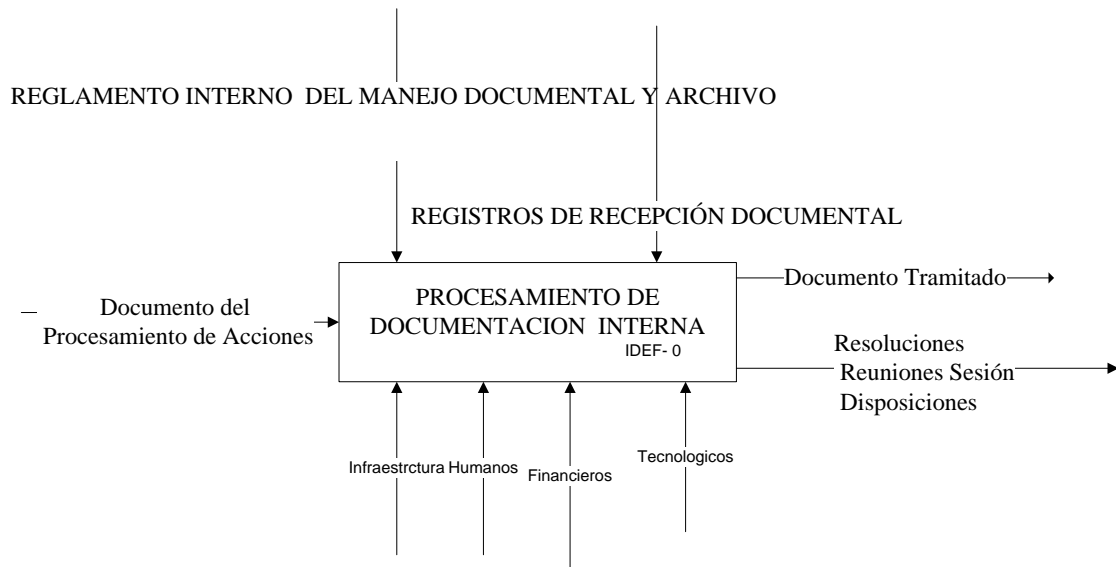 REGLAMENTO INTERNO DEL MANEJO DOCUMENTAL Y ARCHIVO
REGISTROS DE RECEPCIÓN DOCUMENTAL
Documento del
Procesamiento de Acciones
PROCESAMIENTO DE
DOCUMENTACION INTERNA
IDEF- 0
Documento Tramitado
Resoluciones
Reuniones Sesión
Disposiciones
Infraestrctura
Humanos
Financieros
Tecnologicos